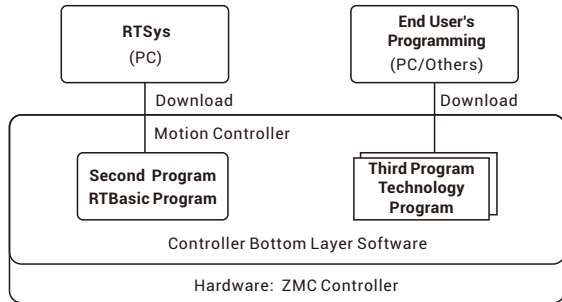 RTSys
(PC)
End User's
Programming
(PC/Others)
Download
Download
Motion Controller
Second Program
RTBasic Program
Third Program
Technology
Program
Controller Bottom Layer Software
Hardware: ZMC Controller